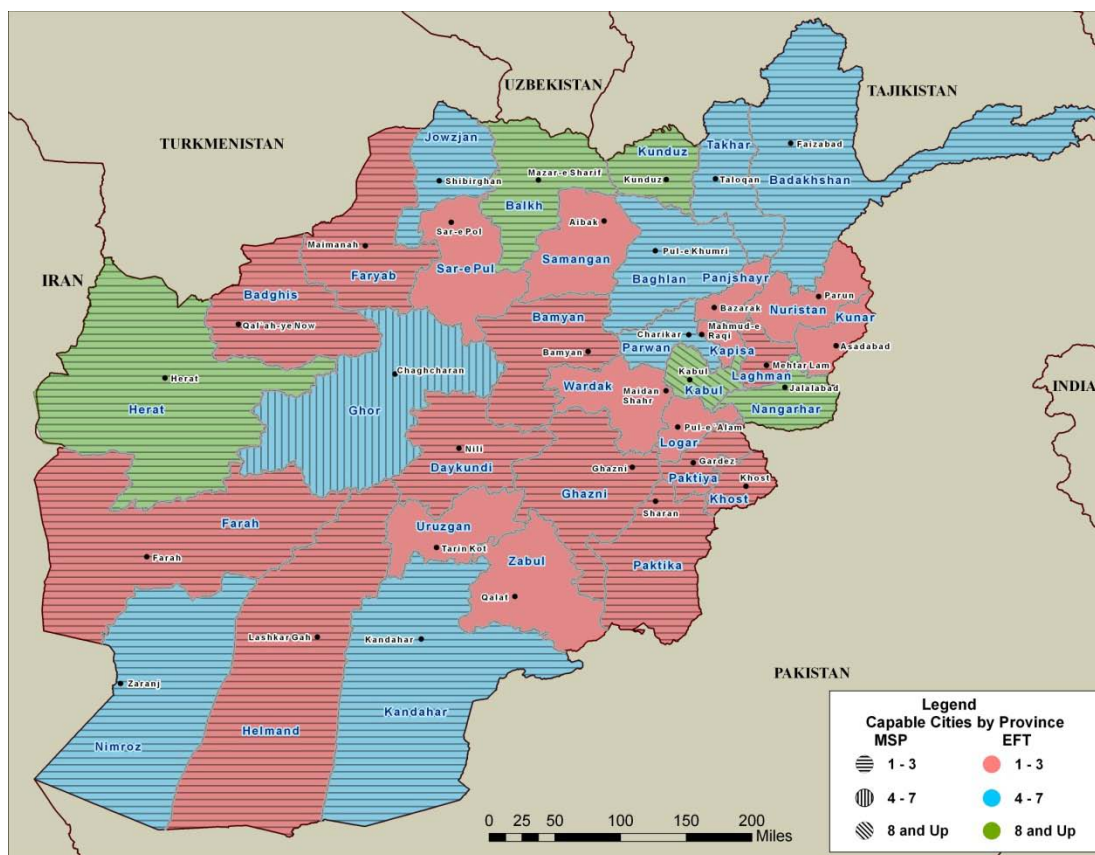 UZBEKISTAN
TAJIKISTAN
TURKMENISTAN
Jowzjan
Kunduz
Takhar
Faizabad
Shibirghan
Mazar-e Sharif
Kunduz
Taloqan
Badakhshan
Balkh
Aibak
Sar-e Pol
Maimanah
Pul-e Khumri
Sar-e Pul
Samangan
IRAN
Faryab
Baghlan
Panjshayr
Badghis
Parun
Bazarak
Nuristan
Bamyan
Kunar
Qal'ah-ye Now
Charikar
Mahmud-e
Raqi
Bamyan
Parwan
Kapisa
Asadabad
Herat
Chaghcharan
Kabul
Mehtar Lam
Laghman
Wardak
Jalalabad
INDIA
Herat
Ghor
Maidan
Shahr
Kabul
Nangarhar
Pul-e-'Alam
Logar
Nili
Daykundi
Ghazni
Gardez
Paktiya
Khost
Ghazni
Khost
Sharan
Farah
Uruzgan
Tarin Kot
Farah
Zabul
Paktika
Qalat
Lashkar Gah
Kandahar
PAKISTAN
Zaranj
Kandahar
Helmand
Nimroz
Legend
Capable Cities by Province
MSP EFT
1 - 3 1 - 3
4 - 7 4 - 7
8 and Up 8 and Up
0 25 50 100 150 200
Miles